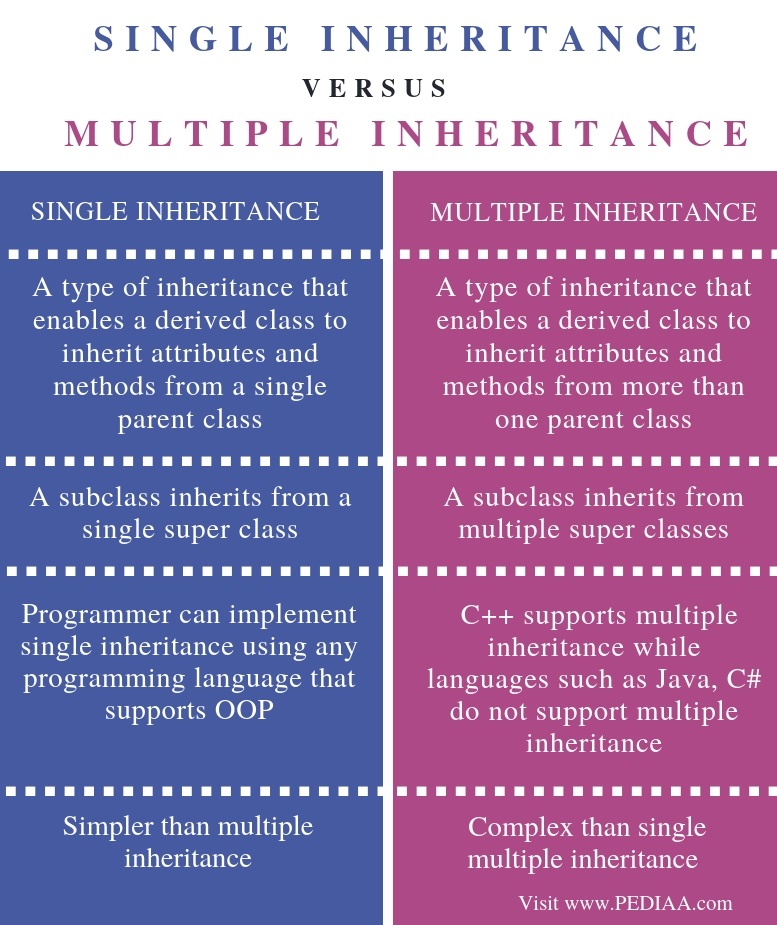 SINGLE INHERITANCE
VERSUS
MULTIPLE INHERITANCE
SINGLE INHERITANCE
A type of inheritance that
enables a derived class to
inherit attributes and
methods from a single
parent class
A subclass inherits from a
single super class
Programmer can implement
single inheritance using any
programming language that
supports OOP
Simpler than multiple
inheritance
MULTIPLE INHERITANCE
A type of inheritance that
enables a derived class to
inherit attributes and
methods from more than
one parent class
A subclass inherits from
multiple super classes
C++ supports multiple
inheritance while
languages such as Java, C#
do not support multiple
inheritance
Complex than single
multiple inheritance
Visit www.PEDIAA.com